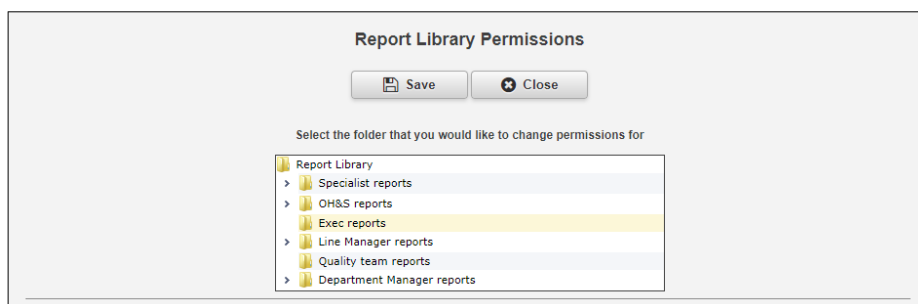 Report Library Permissions
Save Close
Select the folder that you would like to change permissions for
Report Library
Specialist reports
OH&S reports
Exec reports
Line Manager reports
Quality team reports
Department Manager reports